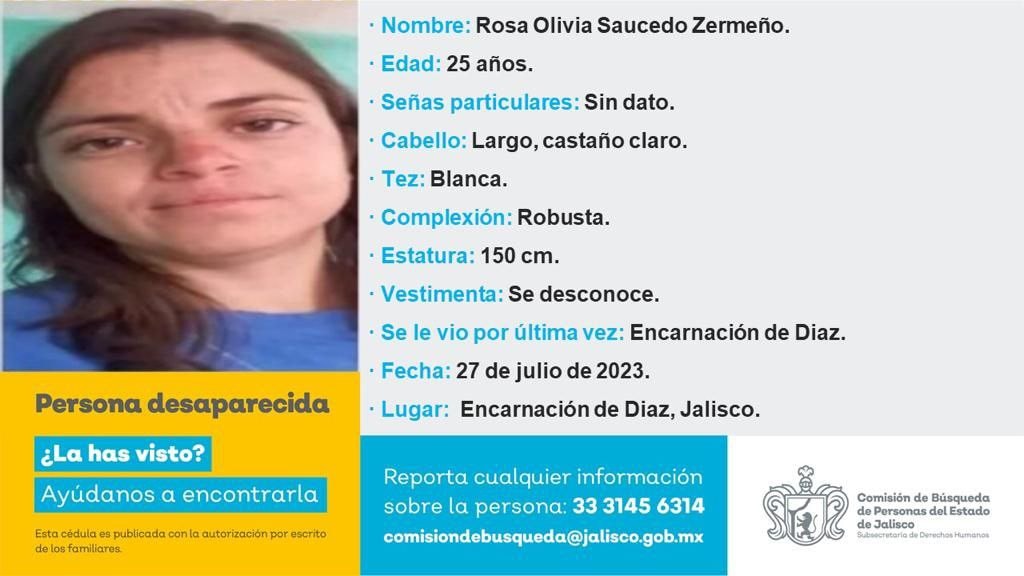 · Nombre: Rosa Olivia Saucedo Zermeño.
· Edad: 25 años.
· Señas particulares: Sin dato.
· Cabello: Largo, castaño claro.
· Tez: Blanca.
· Complexión: Robusta.
· Estatura: 150 cm.
· Vestimenta: Se desconoce.
· Se le vio por última vez: Encarnación de Diaz.
· Fecha: 27 de julio de 2023.
· Lugar: Encarnación de Diaz, Jalisco.
Persona desaparecida
¿La has visto?
Ayúdanos a encontrarla
Esta cédula es publicada con la autorización por escrito
de los familiares.
Reporta cualquier información
sobre la persona: 33 3145 6314
comisiondebusqueda@jalisco.gob.mx
Comisión de Búsqueda
de Personas del Estado
de Jalisco
Subsecretaría de Derechos Humanos